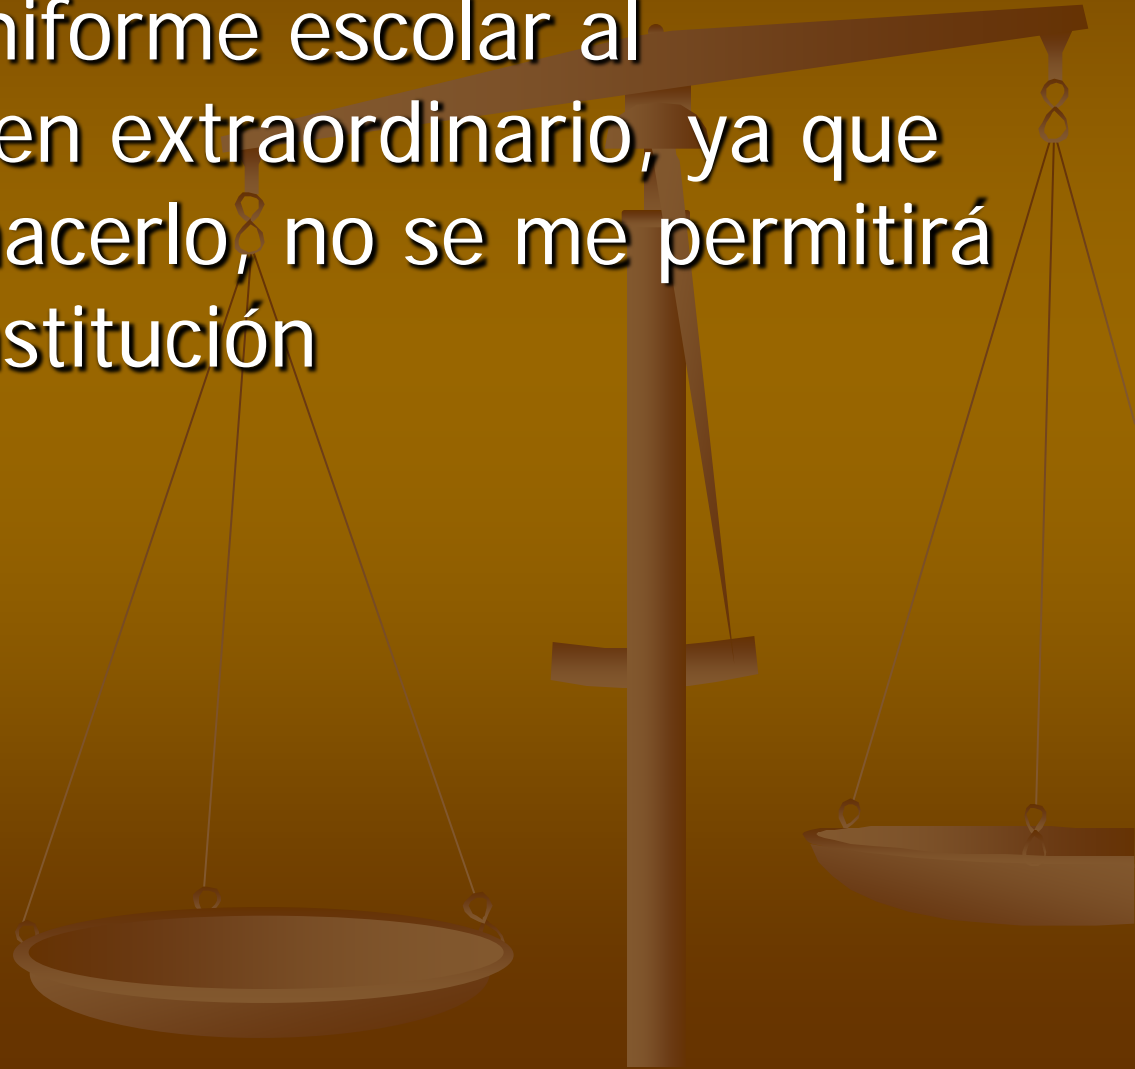 niforme escolar al
en extraordinario, ya que
acerlo, no se me permitirá
stitución